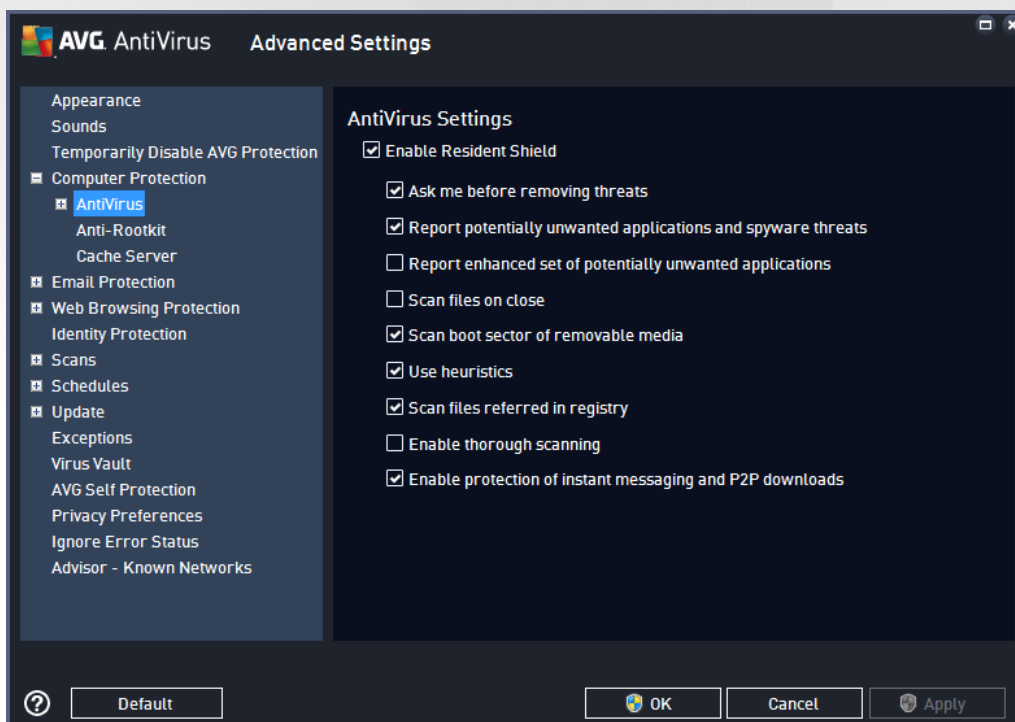 AVG. AntiVirus Advanced Settings
Appearance
Sounds
Temporarily Disable AVG Protection
Computer Protection
AntiVirus
Anti-Rootkit
Cache Server
Email Protection
Web Browsing Protection
Identity Protection
Scans
Schedules
Update
Exceptions
Virus Vault
AVG Self Protection
Privacy Preferences
Ignore Error Status
Advisor - Known Networks
AntiVirus Settings
Enable Resident Shield
Ask me before removing threats
Report potentially unwanted applications and spyware threats
Report enhanced set of potentially unwanted applications
Scan files on close
Scan boot sector of removable media
Use heuristics
Scan files referred in registry
Enable thorough scanning
Enable protection of instant messaging and P2P downloads
? Default OK Cancel Apply